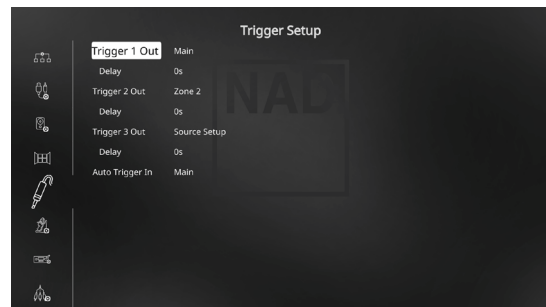 Trigger Setup
Trigger 1 Out Main
Delay 0s
Trigger 2 Out Zone 2
Delay 0s
Trigger 3 Out Source Setup
Delay 0s
Auto Trigger In Main
NAD